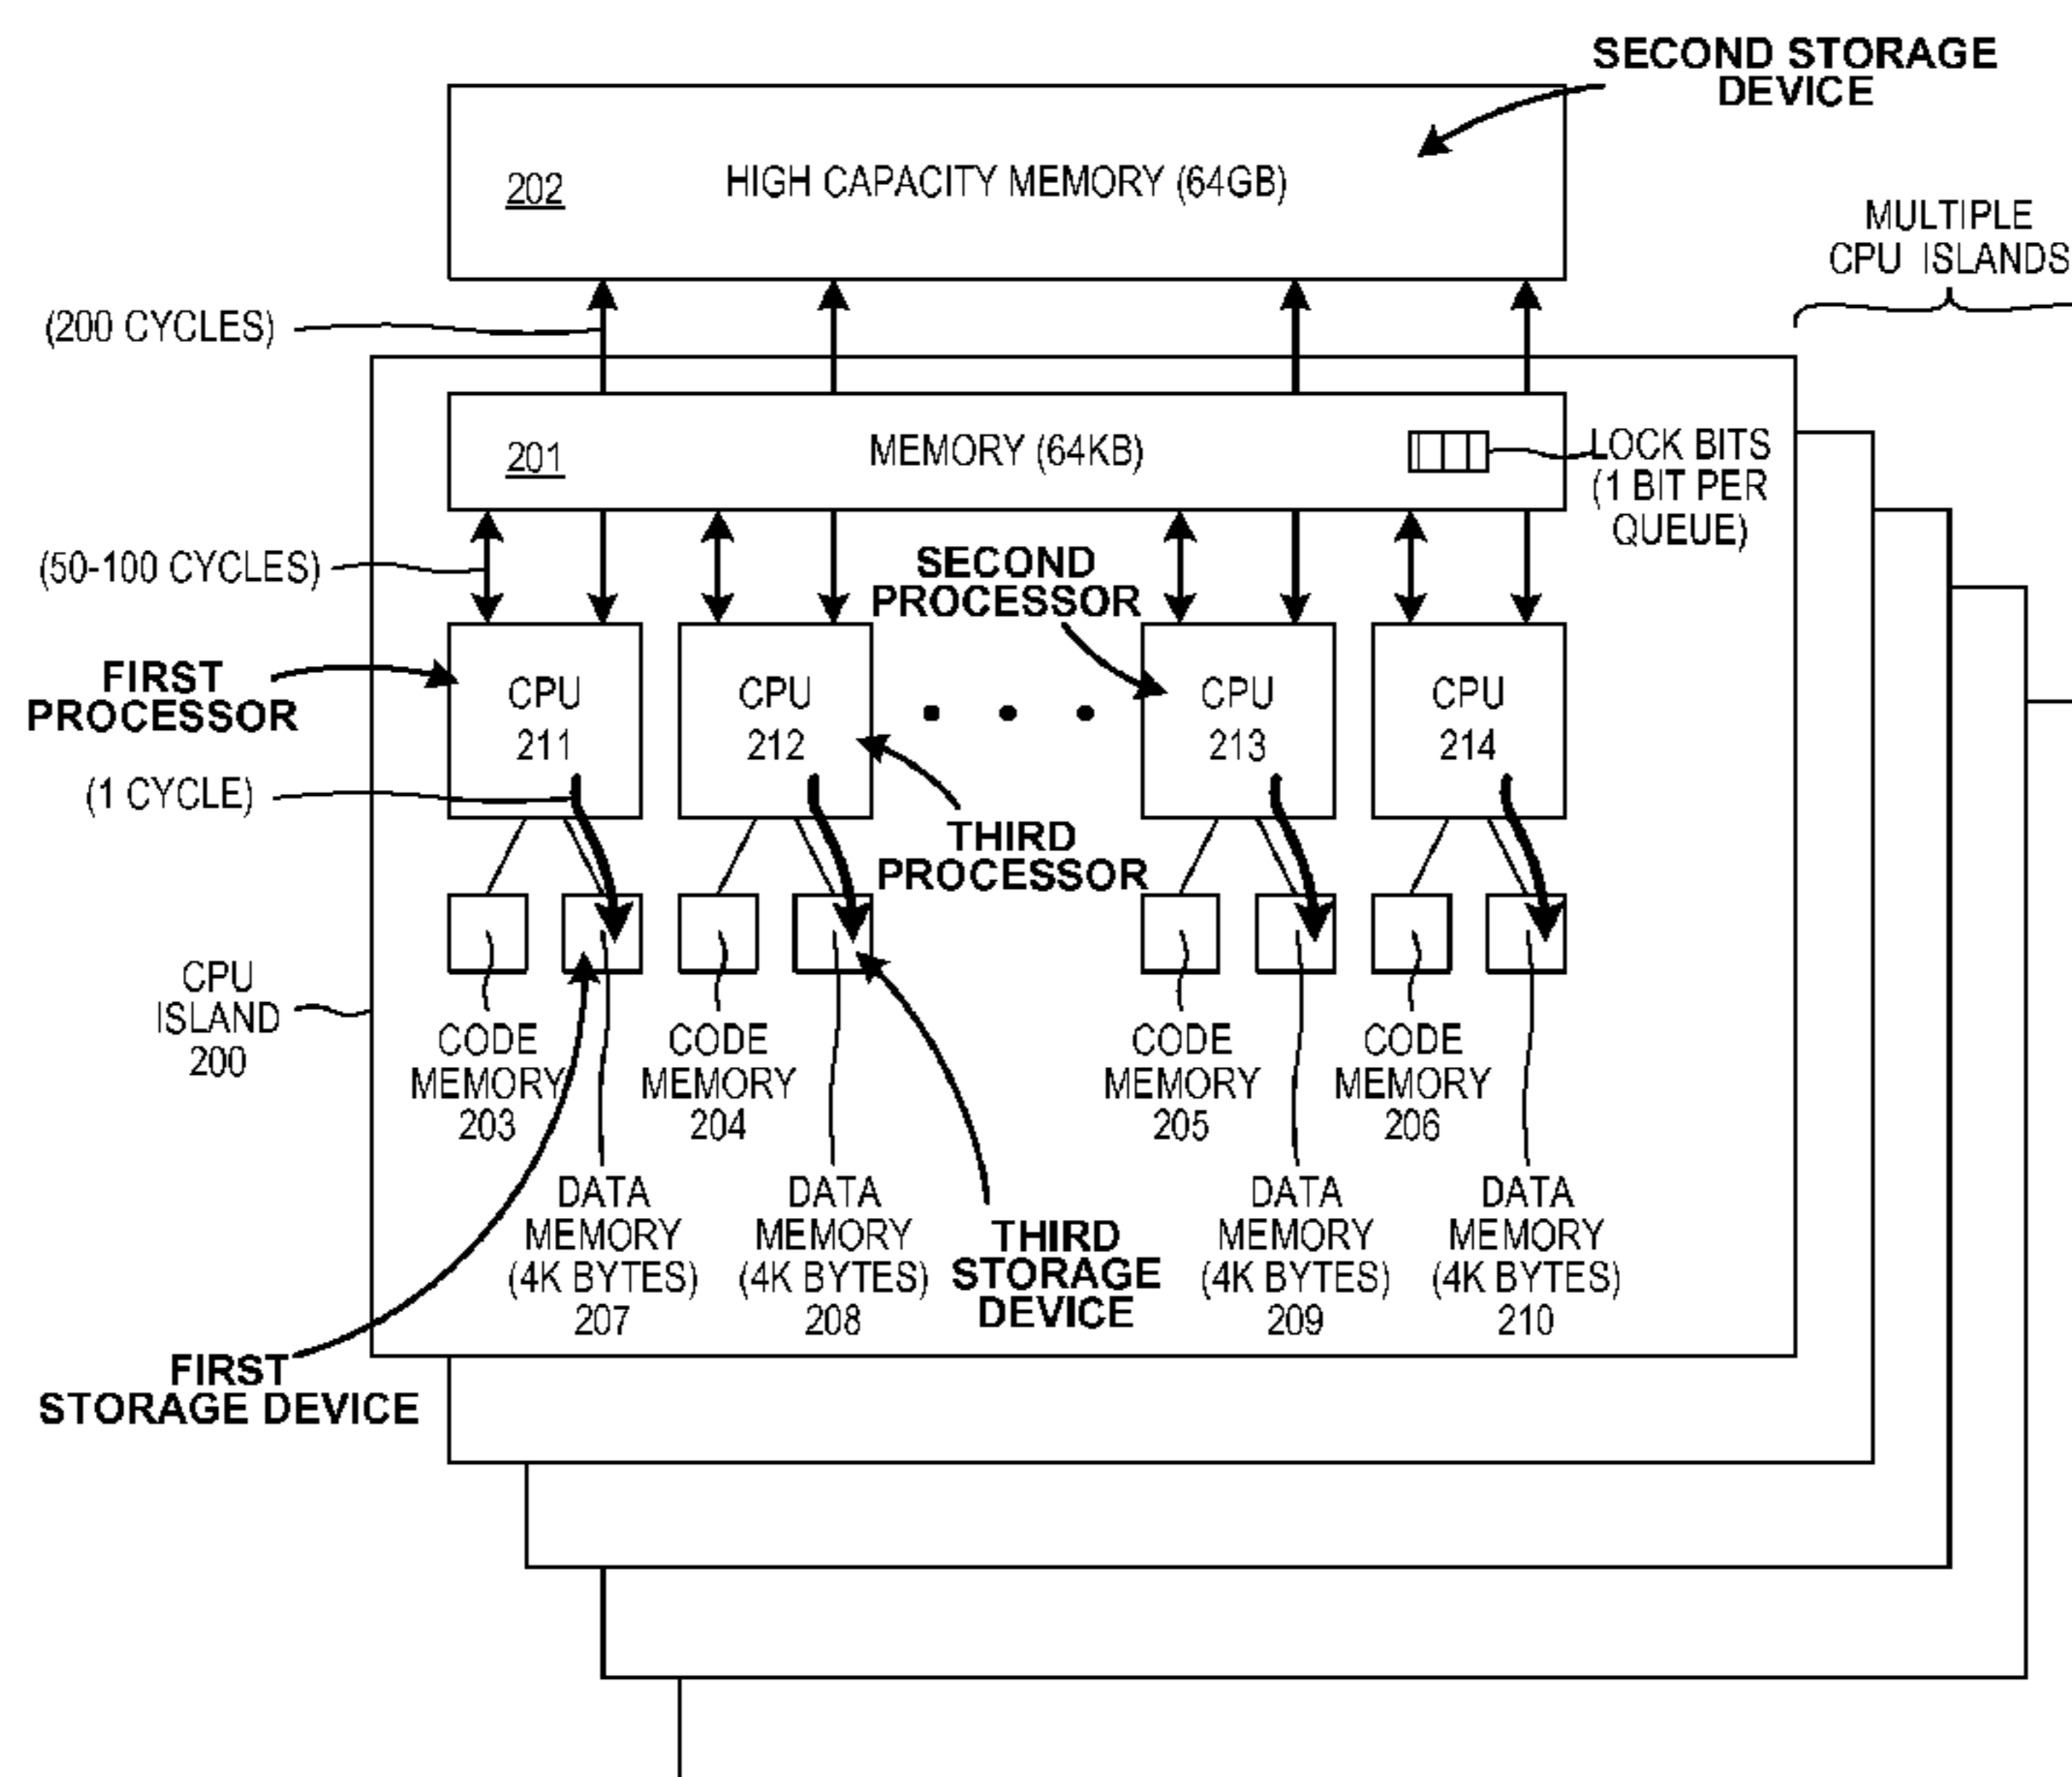 SECOND STORAGE
DEVICE
202
HIGH CAPACITY MEMORY (64GB)
MULTIPLE
CPU ISLANDS
(200 CYCLES)
201
MEMORY (64KB)
LOCK BITS
(1 BIT PER
QUEUE)
(50-100 CYCLES)
SECOND
PROCESSOR
FIRST
PROCESSOR
CPU
211
CPU
212
CPU
213
CPU
214
(1 CYCLE)
THIRD
PROCESSOR
CPU
ISLAND
200
CODE
MEMORY
203
CODE
MEMORY
204
CODE
MEMORY
205
CODE
MEMORY
206
DATA
MEMORY
(4K BYTES)
207
DATA
MEMORY
(4K BYTES)
208
THIRD
STORAGE
DEVICE
DATA
MEMORY
(4K BYTES)
209
DATA
MEMORY
(4K BYTES)
210
FIRST
STORAGE DEVICE